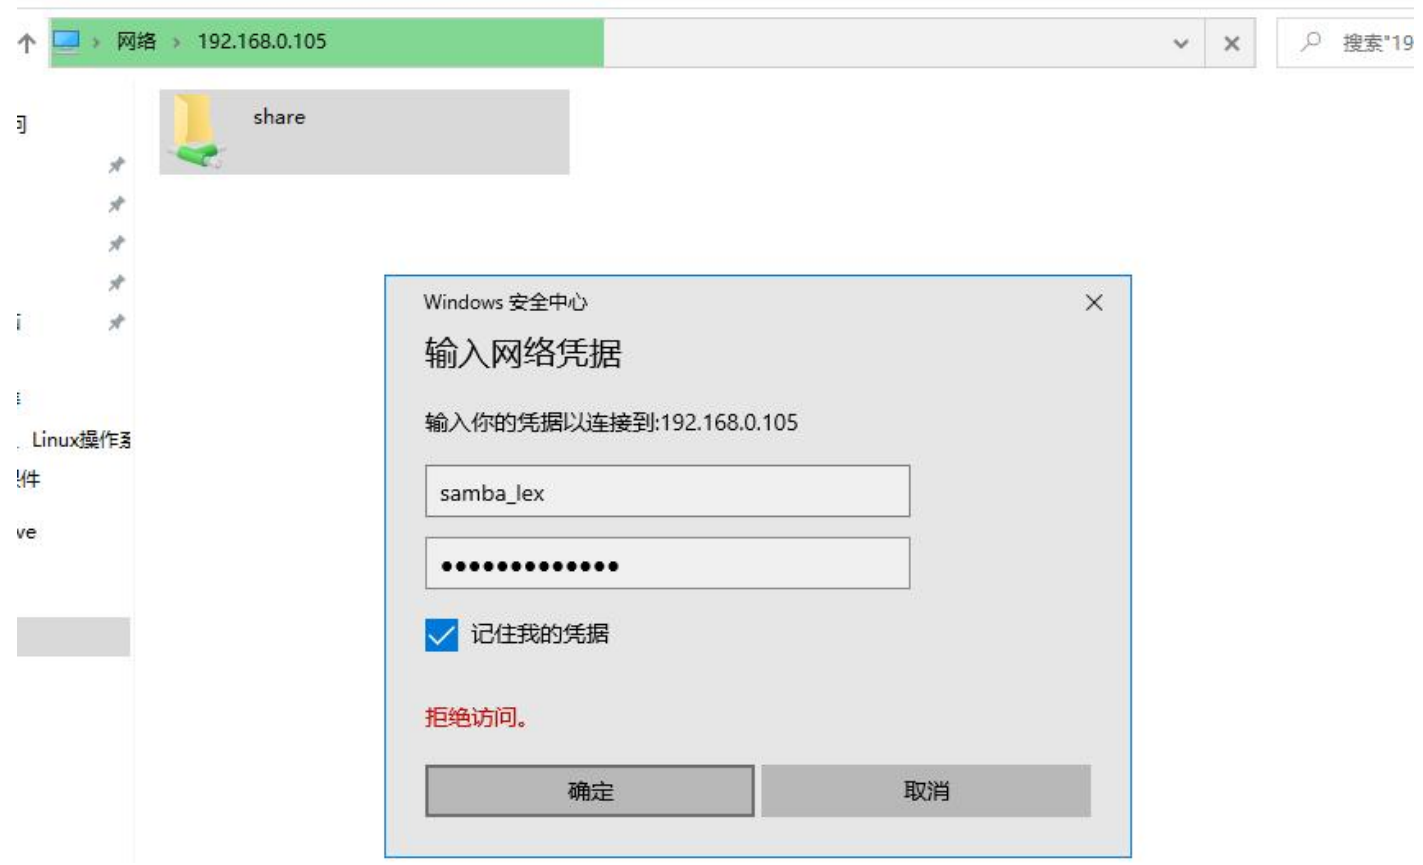 网络 192.168.0.105
搜索"19
share
Linux操作系
件
ve
Windows 安全中心
输入网络凭据
输入你的凭据以连接到:192.168.0.105
samba_lex
•••••••••••••
记住我的凭据
拒绝访问。
确定
取消